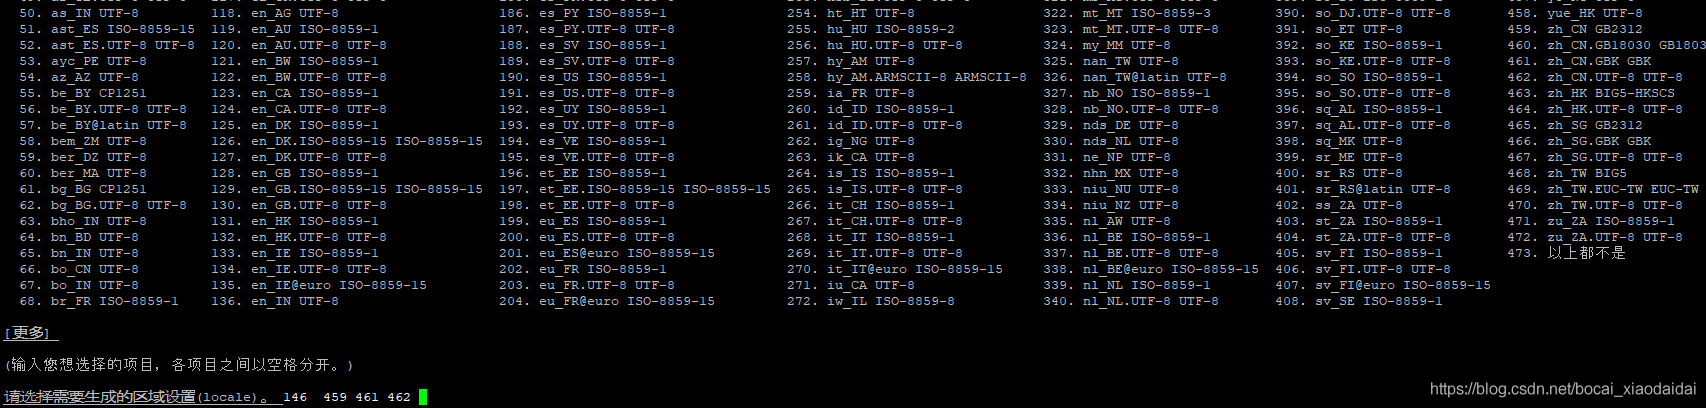 50. as_IN UTF-8 118. en_AG UTF-8 186. es_PY ISO-8859-1 254. ht_HT UTF-8 322. mt_MT ISO-8859-3 390. so_DJ.UTF-8 UTF-8 458. yue_HK UTF-8
51. ast_ES ISO-8859-15 119. en_AU ISO-8859-1 187. es_PY.UTF-8 UTF-8 255. hu_HU ISO-8859-2 323. mt_MT.UTF-8 UTF-8 391. so_ET UTF-8 459. zh_CN GB2312
52. ast_ES.UTF-8 UTF-8 120. en_AU.UTF-8 UTF-8 188. es_SV ISO-8859-1 256. hu_HU.UTF-8 UTF-8 324. my_MM UTF-8 392. so_KE ISO-8859-1 460. zh_CN.GB18030 GB1803
53. ayc_PE UTF-8 121. en_BW ISO-8859-1 189. es_SV.UTF-8 UTF-8 257. hy_AM UTF-8 325. nan_TW UTF-8 393. so_KE.UTF-8 UTF-8 461. zh_CN.GBK GBK
54. az_AZ UTF-8 122. en_BW.UTF-8 UTF-8 190. es_US ISO-8859-1 258. hy_AM.ARMSCII-8 ARMSCII-8 326. nan_TW@latin UTF-8 394. so_SO ISO-8859-1 462. zh_CN.UTF-8 UTF-8
55. be_BY CP1251 123. en_CA ISO-8859-1 191. es_US.UTF-8 UTF-8 259. ia_FR UTF-8 327. nb_NO ISO-8859-1 395. so_SO.UTF-8 UTF-8 463. zh_HK BIG5-HKSCS
56. be_BY.UTF-8 UTF-8 124. en_CA.UTF-8 UTF-8 192. es_UY ISO-8859-1 260. id_ID ISO-8859-1 328. nb_NO.UTF-8 UTF-8 396. sq_AL ISO-8859-1 464. zh_HK.UTF-8 UTF-8
57. be_BY@latin UTF-8 125. en_DK ISO-8859-1 193. es_UY.UTF-8 UTF-8 261. id_ID.UTF-8 UTF-8 329. nds_DE UTF-8 397. sq_AL.UTF-8 UTF-8 465. zh_SG GB2312
58. bem_ZM UTF-8 126. en_DK.ISO-8859-15 ISO-8859-15 194. es_VE ISO-8859-1 262. ig_NG UTF-8 330. nds_NL UTF-8 398. sq_MK UTF-8 466. zh_SG.GBK GBK
59. ber_DZ UTF-8 127. en_DK.UTF-8 UTF-8 195. es_VE.UTF-8 UTF-8 263. ik_CA UTF-8 331. ne_NP UTF-8 399. sr_ME UTF-8 467. zh_SG.UTF-8 UTF-8
60. ber_MA UTF-8 128. en_GB ISO-8859-1 196. et_EE ISO-8859-1 264. is_IS ISO-8859-1 332. nhn_MX UTF-8 400. sr_RS UTF-8 468. zh_TW BIG5
61. bg_BG CP1251 129. en_GB.ISO-8859-15 ISO-8859-15 197. et_EE.ISO-8859-15 ISO-8859-15 265. is_IS.UTF-8 UTF-8 333. niu_NU UTF-8 401. sr_RS@latin UTF-8 469. zh_TW.EUC-TW EUC-TW
62. bg_BG.UTF-8 UTF-8 130. en_GB.UTF-8 UTF-8 198. et_EE.UTF-8 UTF-8 266. it_CH ISO-8859-1 334. niu_NZ UTF-8 402. ss_ZA UTF-8 470. zh_TW.UTF-8 UTF-8
63. bho_IN UTF-8 131. en_HK ISO-8859-1 199. eu_ES ISO-8859-1 267. it_CH.UTF-8 UTF-8 335. nl_AW UTF-8 403. st_ZA ISO-8859-1 471. zu_ZA ISO-8859-1
64. bn_BD UTF-8 132. en_HK.UTF-8 UTF-8 200. eu_ES.UTF-8 UTF-8 268. it_IT ISO-8859-1 336. nl_BE ISO-8859-1 404. st_ZA.UTF-8 UTF-8 472. zu_ZA.UTF-8 UTF-8
65. bn_IN UTF-8 133. en_IE ISO-8859-1 201. eu_ES@euro ISO-8859-15 269. it_IT.UTF-8 UTF-8 337. nl_BE.UTF-8 UTF-8 405. sv_FI ISO-8859-1 473. 以上都不是
66. bo_CN UTF-8 134. en_IE.UTF-8 UTF-8 202. eu_FR ISO-8859-1 270. it_IT@euro ISO-8859-15 338. nl_BE@euro ISO-8859-15 406. sv_FI.UTF-8 UTF-8
67. bo_IN UTF-8 135. en_IE@euro ISO-8859-15 203. eu_FR.UTF-8 UTF-8 271. iu_CA UTF-8 339. nl_NL ISO-8859-1 407. sv_FI@euro ISO-8859-15
68. br_FR ISO-8859-1 136. en_IN UTF-8 204. eu_FR@euro ISO-8859-15 272. iw_IL ISO-8859-8 340. nl_NL.UTF-8 UTF-8 408. sv_SE ISO-8859-1
[更多]
(输入您想选择的项目，各项目之间以空格分开。)
请选择需要生成的区域设置(locale)。 146  459 461 462
https://blog.csdn.net/bocai_xiaodaidai